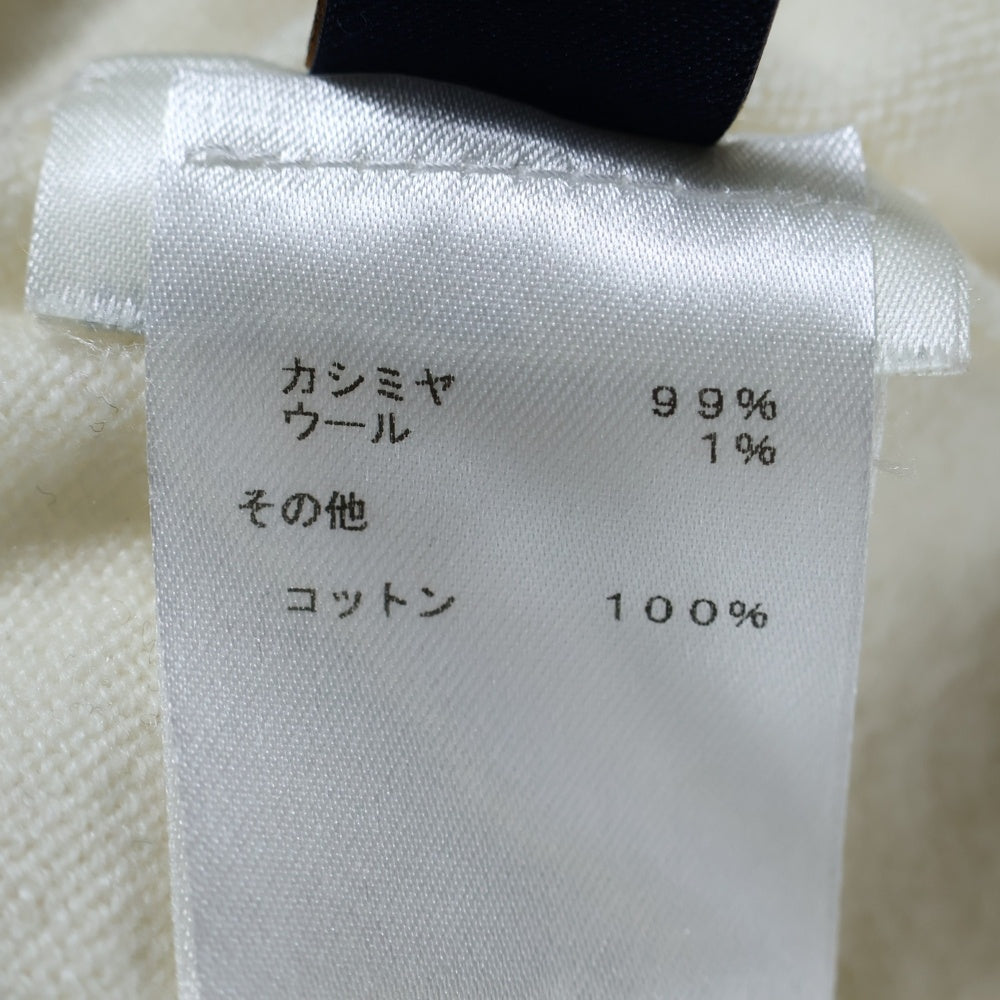 カシミヤ 99%
ウール 1%
その他
コットン 100%